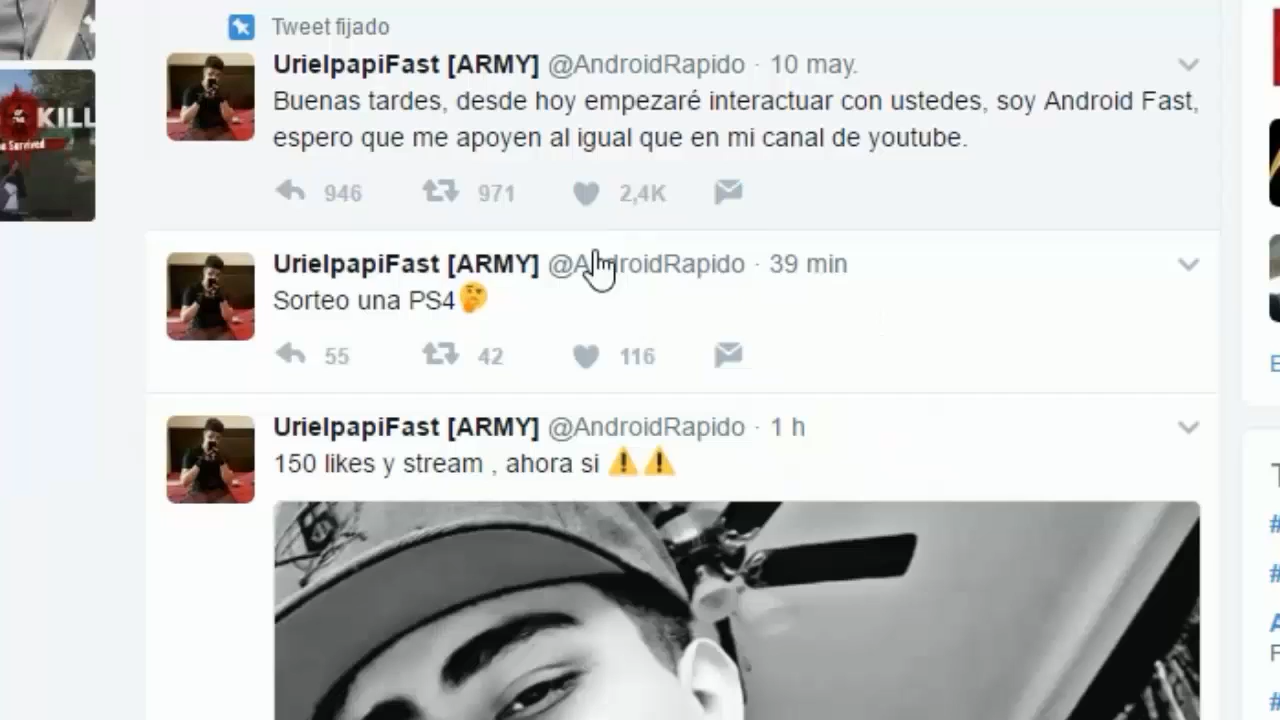 Tweet fijado
UrielpapiFast [ARMY] @AndroidRapido · 10 may.
Buenas tardes, desde hoy empezaré interactuar con ustedes, soy Android Fast,
espero que me apoyen al igual que en mi canal de youtube.
946 971 2,4K
KILL
Survived
UrielpapiFast [ARMY] @AndroidRapido · 39 min
Sorteo una PS4🤔
55 42 116
UrielpapiFast [ARMY] @AndroidRapido · 1 h
150 likes y stream , ahora si ⚠️⚠️